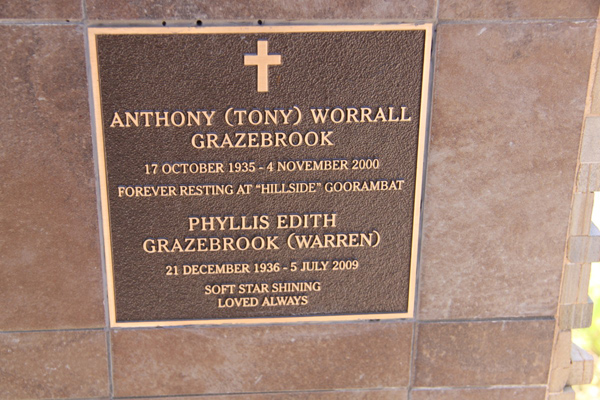 ANTHONY (TONY) WORRALL
GRAZEBROOK
17 OCTOBER 1935 - 4 NOVEMBER 2000
FOREVER RESTING AT "HILLSIDE" GOORAMBAT
PHYLLIS EDITH
GRAZEBROOK (WARREN)
21 DECEMBER 1936 - 5 JULY 2009
SOFT STAR SHINING
LOVED ALWAYS